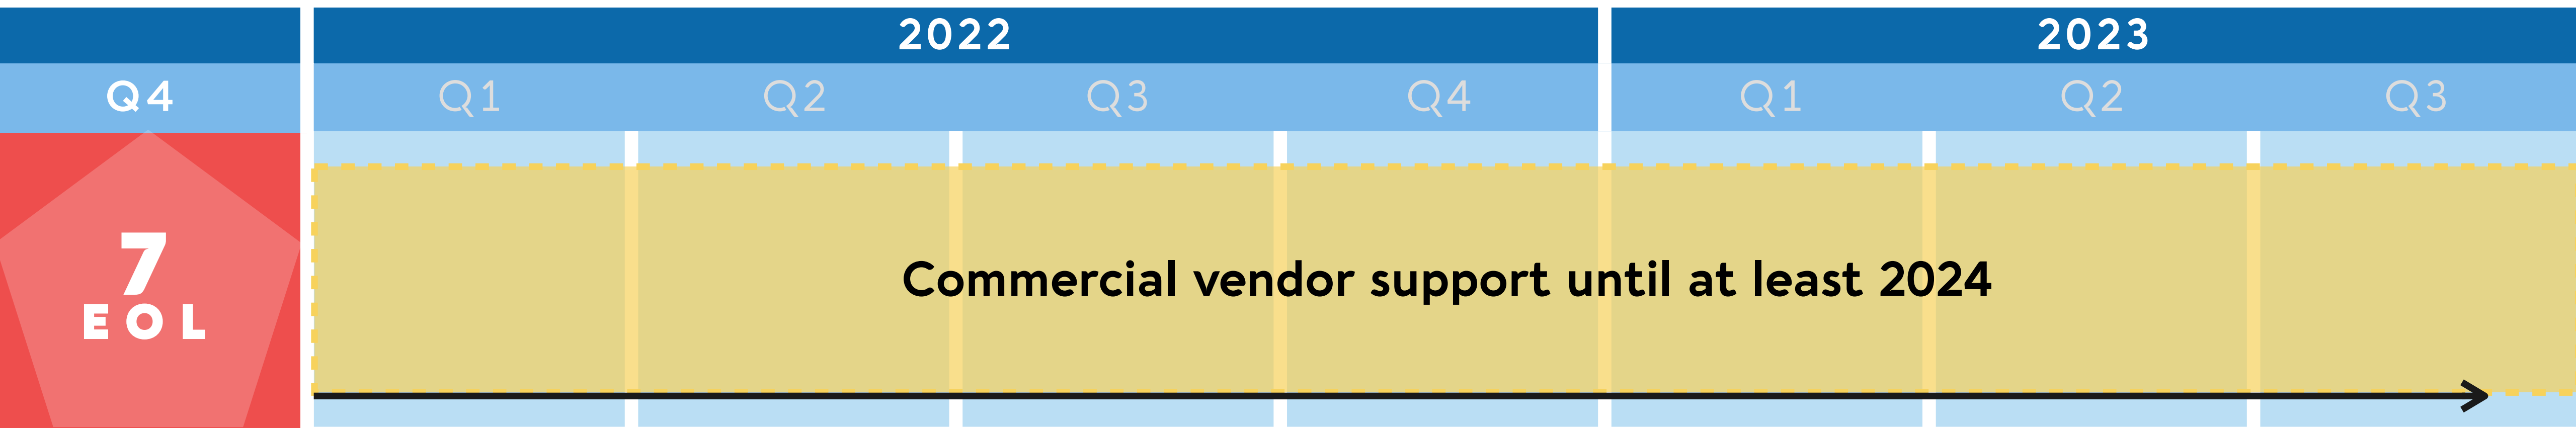 2022
2023
Q4
Q1
Q2
Q3
Q4
Q1
Q2
Q3
7
EOL
Commercial vendor support until at least 2024